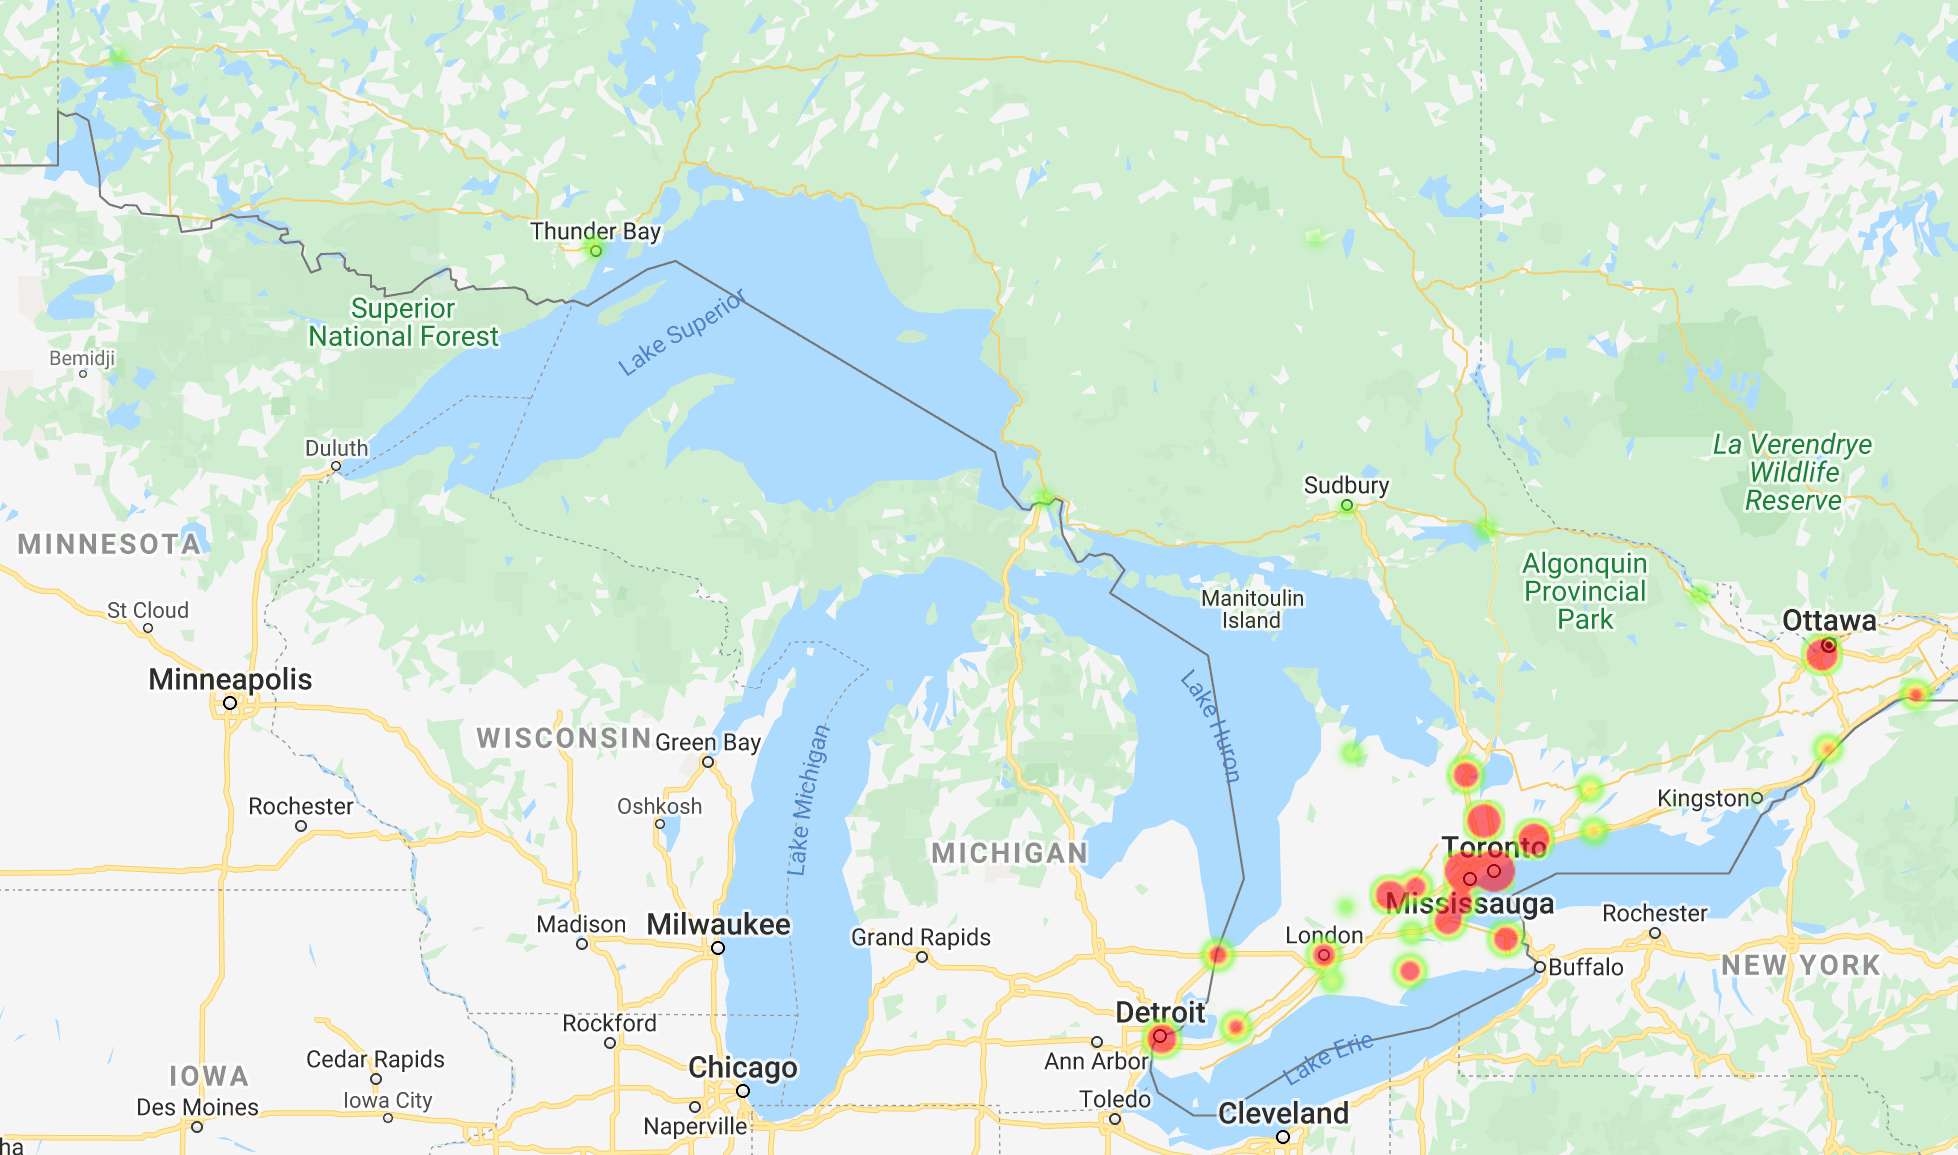 Thunder Bay
Lake Superior
Superior
National Forest
Bemidji
Duluth
La Verendrye
Wildlife
Reserve
Sudbury
MINNESOTA
Algonquin
Provincial
Park
Manitoulin
Island
St Cloud
Ottawa
Minneapolis
Lake Huron
WISCONSIN
Green Bay
Lake Michigan
Rochester
Oshkosh
Kingston
MICHIGAN
Toronto
Mississauga
Madison
Milwaukee
Grand Rapids
London
Rochester
Buffalo
NEW YORK
Detroit
Rockford
Cedar Rapids
Ann Arbor
Lake Erie
IOWA
Chicago
Iowa City
Des Moines
Toledo
Cleveland
Naperville
ha